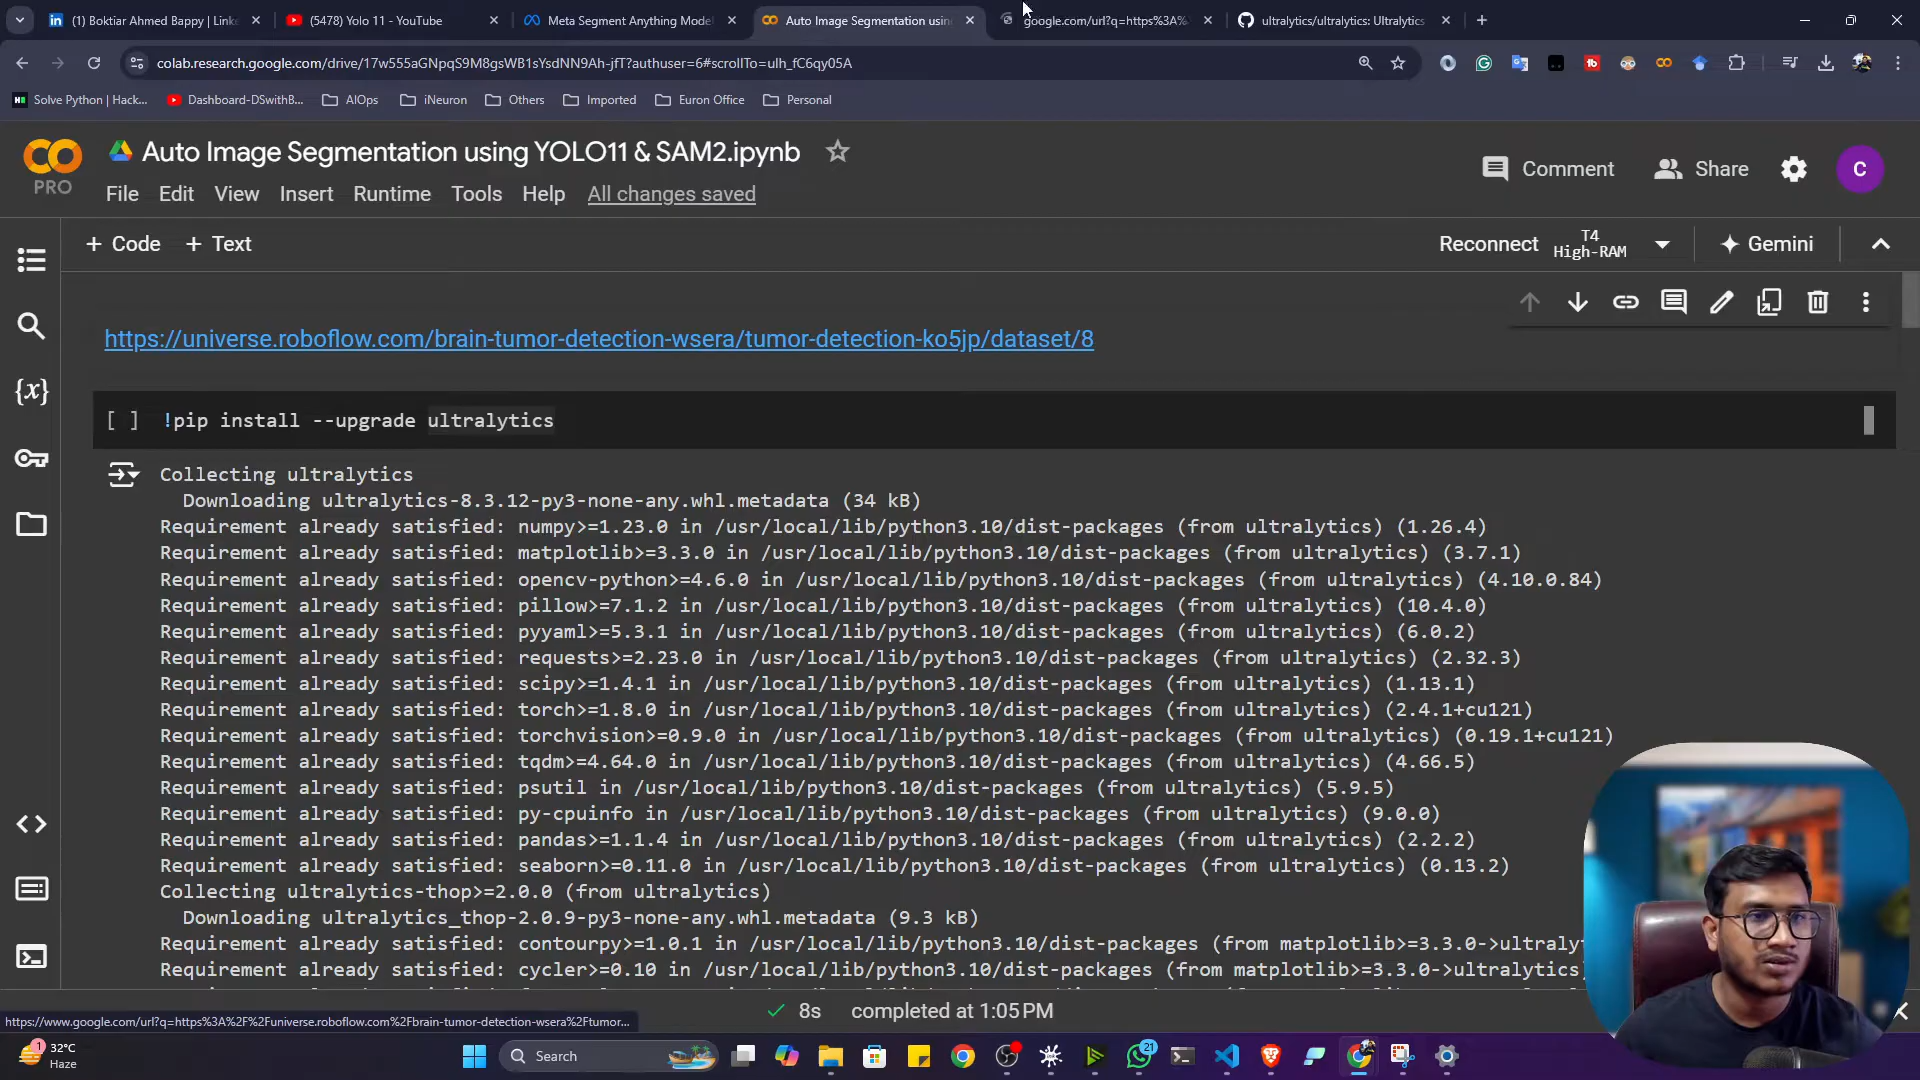 (1) Boktiar Ahmed Bappy | Linke
(5478) Yolo 11 - YouTube
Meta Segment Anything Model
Auto Image Segmentation usin
google.com/url?q=https%3A%
ultralytics/ultralytics: Ultralytics
colab.research.google.com/drive/17w555aGNpqS9M8gsWB1sYsdNN9Ah-jfT?authuser=6#scrollTo=ulh_fC6qy05A
Solve Python | Hack...
Dashboard-DSwithB...
AIOps
iNeuron
Others
Imported
Euron Office
Personal
CO
PRO
Auto Image Segmentation using YOLO11 & SAM2.ipynb
File Edit View Insert Runtime Tools Help All changes saved
Comment
Share
C
+ Code + Text
Reconnect
T4
High-RAM
Gemini
https://universe.roboflow.com/brain-tumor-detection-wsera/tumor-detection-ko5jp/dataset/8
{x}
[ ] !pip install --upgrade ultralytics
Collecting ultralytics
Downloading ultralytics-8.3.12-py3-none-any.whl.metadata (34 kB)
Requirement already satisfied: numpy>=1.23.0 in /usr/local/lib/python3.10/dist-packages (from ultralytics) (1.26.4)
Requirement already satisfied: matplotlib>=3.3.0 in /usr/local/lib/python3.10/dist-packages (from ultralytics) (3.7.1)
Requirement already satisfied: opencv-python>=4.6.0 in /usr/local/lib/python3.10/dist-packages (from ultralytics) (4.10.0.84)
Requirement already satisfied: pillow>=7.1.2 in /usr/local/lib/python3.10/dist-packages (from ultralytics) (10.4.0)
Requirement already satisfied: pyyaml>=5.3.1 in /usr/local/lib/python3.10/dist-packages (from ultralytics) (6.0.2)
Requirement already satisfied: requests>=2.23.0 in /usr/local/lib/python3.10/dist-packages (from ultralytics) (2.32.3)
Requirement already satisfied: scipy>=1.4.1 in /usr/local/lib/python3.10/dist-packages (from ultralytics) (1.13.1)
Requirement already satisfied: torch>=1.8.0 in /usr/local/lib/python3.10/dist-packages (from ultralytics) (2.4.1+cu121)
Requirement already satisfied: torchvision>=0.9.0 in /usr/local/lib/python3.10/dist-packages (from ultralytics) (0.19.1+cu121)
Requirement already satisfied: tqdm>=4.64.0 in /usr/local/lib/python3.10/dist-packages (from ultralytics) (4.66.5)
Requirement already satisfied: psutil in /usr/local/lib/python3.10/dist-packages (from ultralytics) (5.9.5)
Requirement already satisfied: py-cpuinfo in /usr/local/lib/python3.10/dist-packages (from ultralytics) (9.0.0)
Requirement already satisfied: pandas>=1.1.4 in /usr/local/lib/python3.10/dist-packages (from ultralytics) (2.2.2)
Requirement already satisfied: seaborn>=0.11.0 in /usr/local/lib/python3.10/dist-packages (from ultralytics) (0.13.2)
Collecting ultralytics-thop>=2.0.0 (from ultralytics)
Downloading ultralytics_thop-2.0.9-py3-none-any.whl.metadata (9.3 kB)
Requirement already satisfied: contourpy>=1.0.1 in /usr/local/lib/python3.10/dist-packages (from matplotlib>=3.3.0->ultraly
Requirement already satisfied: cycler>=0.10 in /usr/local/lib/python3.10/dist-packages (from matplotlib>=3.3.0->ultralytics)
8s completed at 1:05 PM
https://www.google.com/url?q=https%3A%2F%2Funiverse.roboflow.com%2Fbrain-tumor-detection-wsera%2Ftumor...
1
32°C
Haze
Search
21